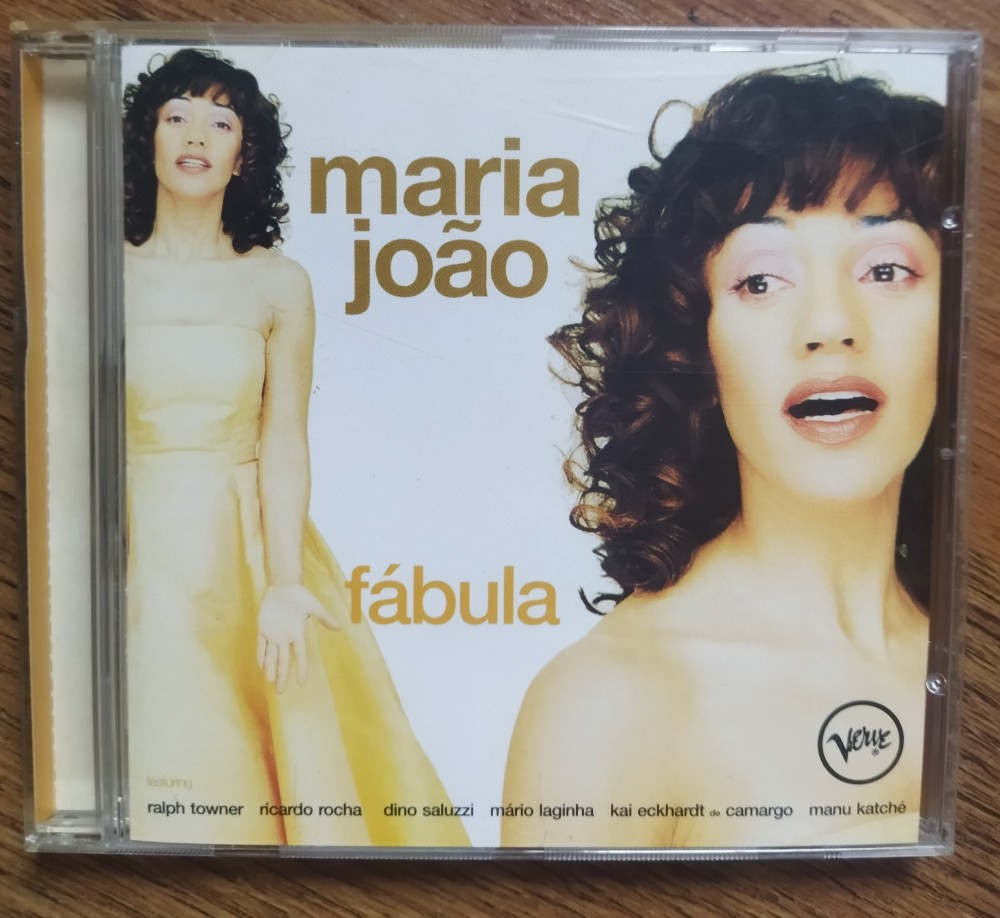 maria
joão
fábula
Verve®
featuring
ralph towner ricardo rocha dino saluzzi mário laginha kai eckhardt de camargo manu katché